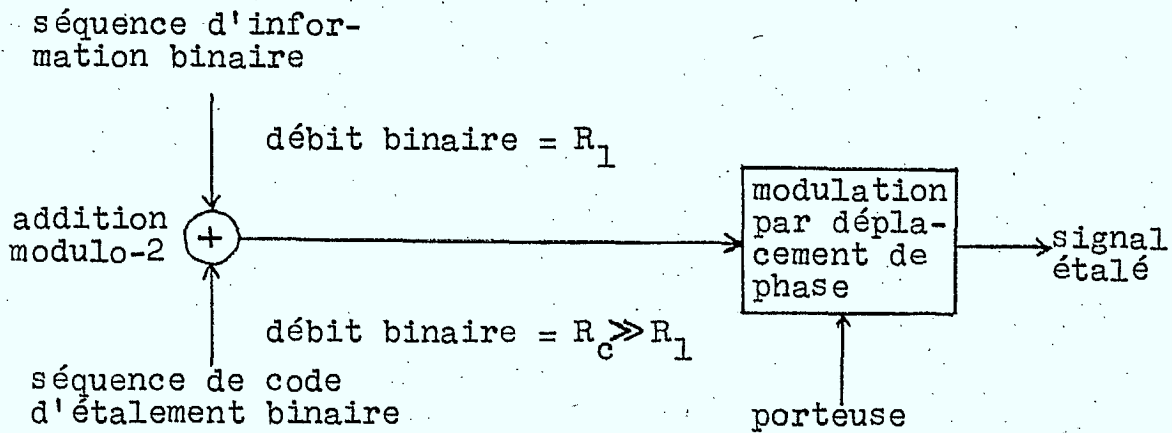 séquence d'infor-
mation binaire
débit binaire = R₁
addition
modulo-2
+
modulation
par dépla-
cement de
phase
signal
étalé
débit binaire = R_c ≫ R₁
séquence de code
d'étalement binaire
porteuse